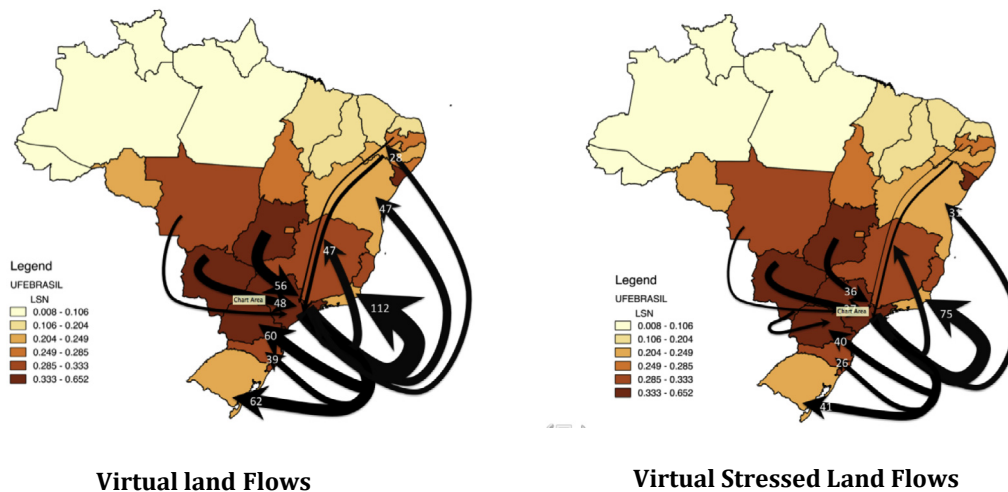 28
47
47
56
Chart Area
48
112
60
39
62
Legend
UFEBRASIL
LSN
0.008 - 0.106
0.106 - 0.204
0.204 - 0.249
0.249 - 0.285
0.285 - 0.333
0.333 - 0.652
Virtual land Flows
36
Chart Area
75
40
26
41
Legend
UFEBRASIL
LSN
0.008 - 0.106
0.106 - 0.204
0.204 - 0.249
0.249 - 0.285
0.285 - 0.333
0.333 - 0.652
Virtual Stressed Land Flows